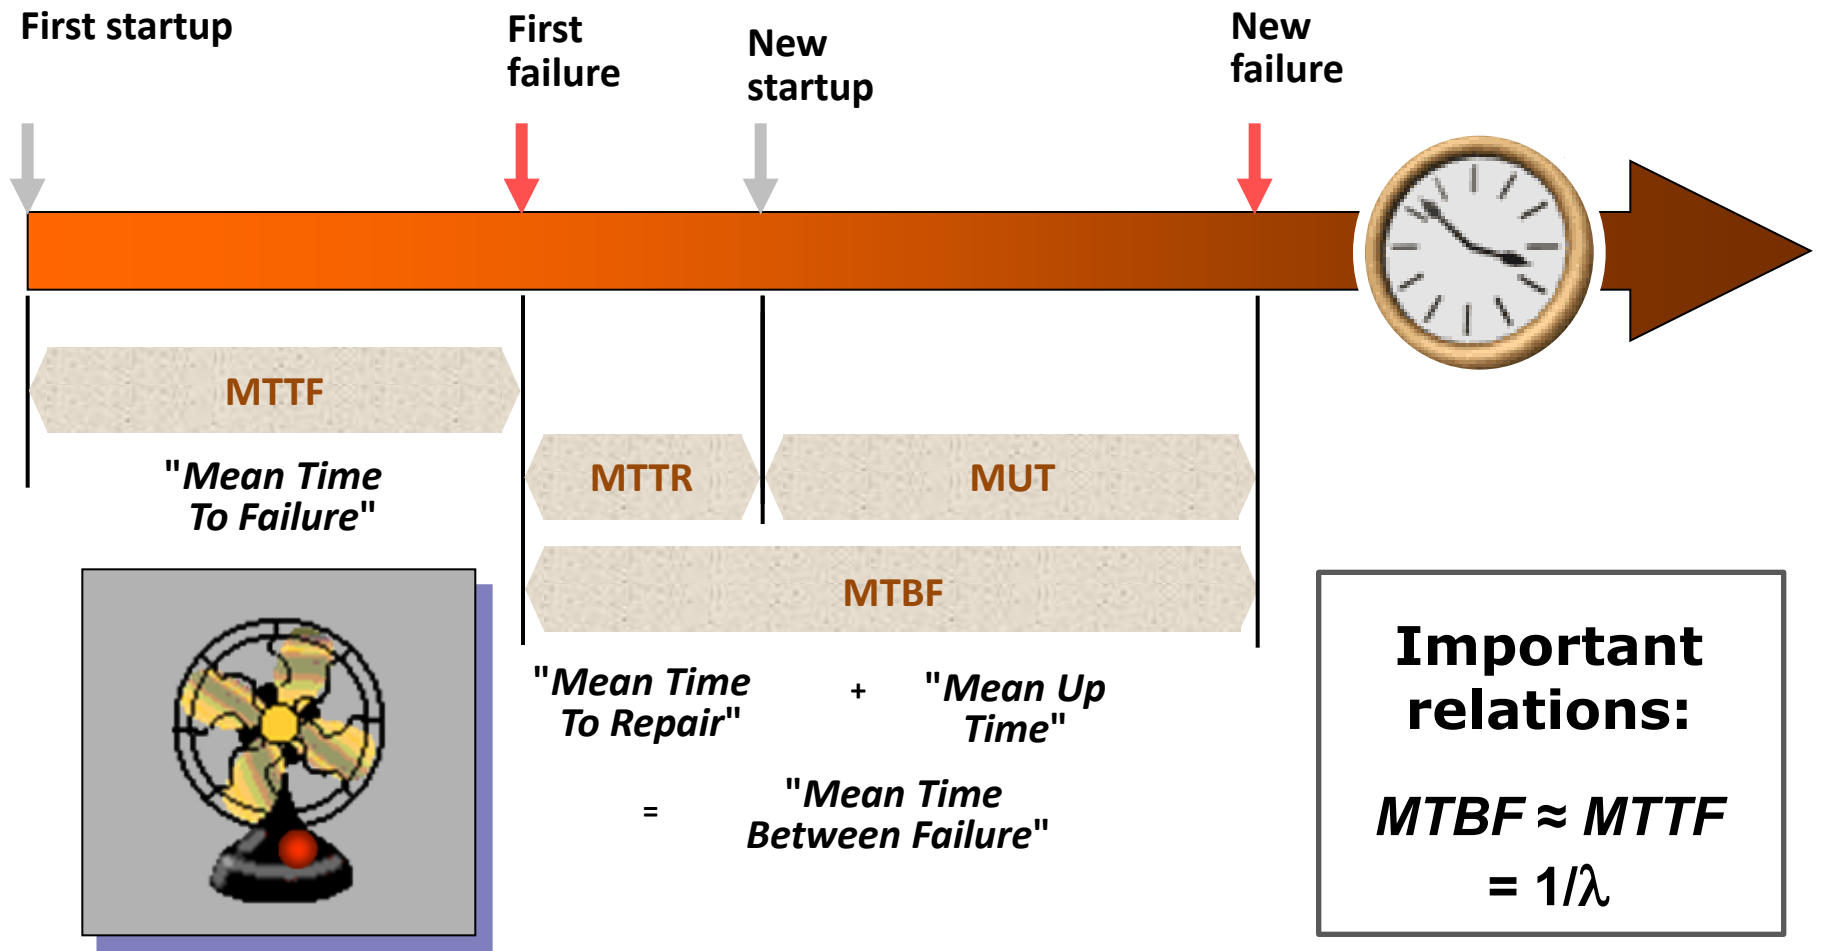 First startup
First
failure
New
startup
New
failure
MTTF
"Mean Time
To Failure"
MTTR
MUT
MTBF
"Mean Time
To Repair"
+
"Mean Up
Time"
=
"Mean Time
Between Failure"
Important
relations:
MTBF ≈ MTTF
= 1/λ